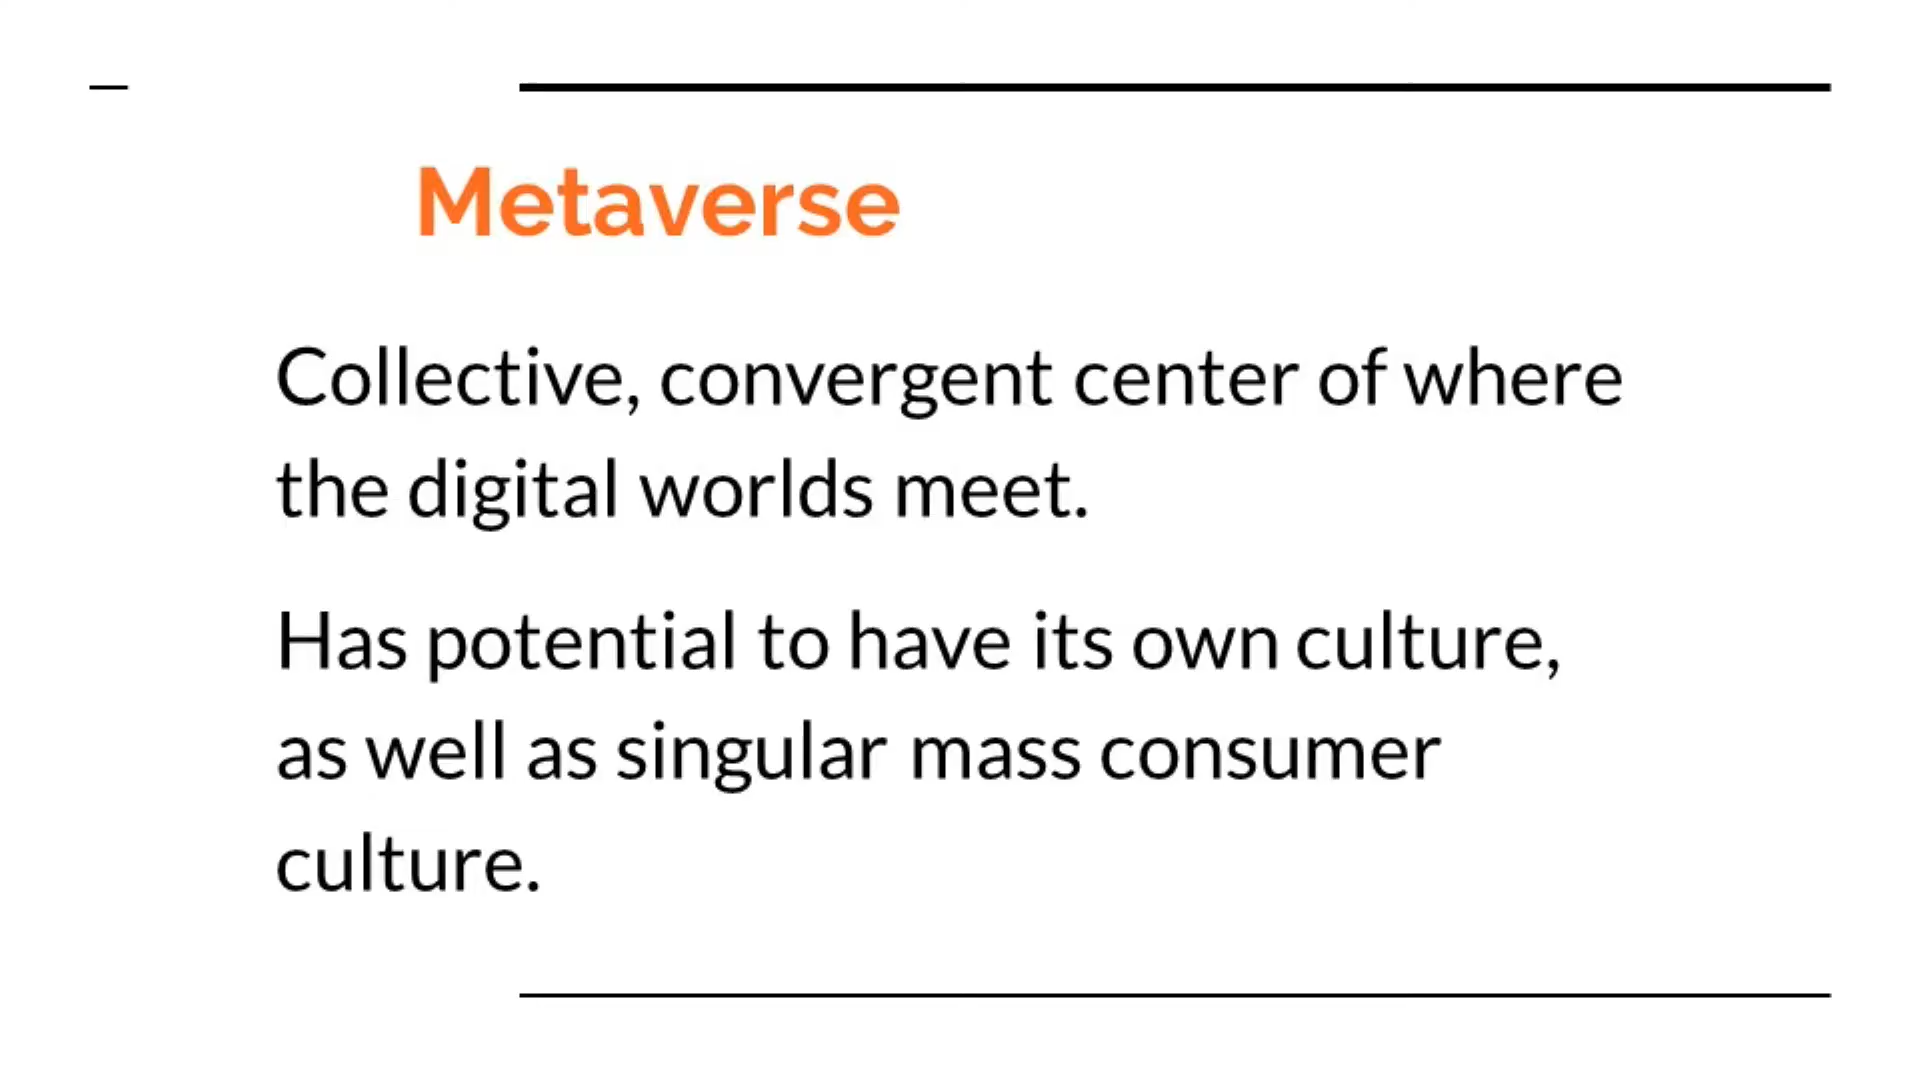 Metaverse
Collective, convergent center of where
the digital worlds meet.
Has potential to have its own culture,
as well as singular mass consumer
culture.